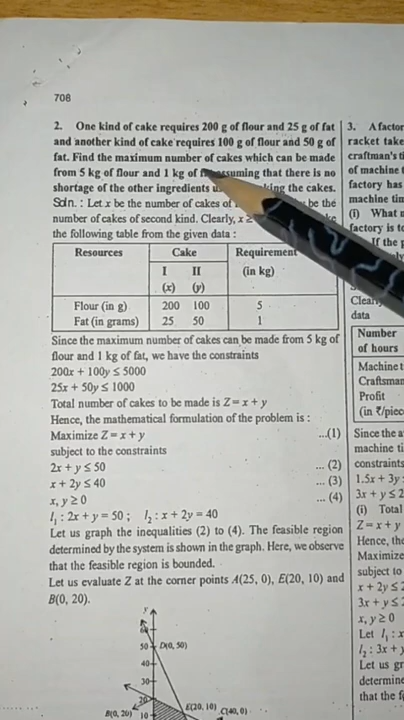 708
2. One kind of cake requires 200 g of flour and 25 g of fat
and another kind of cake requires 100 g of flour and 50 g of
fat. Find the maximum number of cakes which can be made
from 5 kg of flour and 1 kg of assuming that there is no
shortage of the other ingredients the cakes.
Soln. : Let x be the number of cakes of be the
number of cakes of second kind. Clearly, x ≥
the following table from the given data :
Resources Cake Requirement
I II (in kg)
(x) (y)
Flour (in g) 200 100 5
Fat (in grams) 25 50 1
Since the maximum number of cakes can be made from 5 kg of
flour and 1 kg of fat, we have the constraints
200x + 100y ≤ 5000
25x + 50y ≤ 1000
Total number of cakes to be made is Z = x + y
Hence, the mathematical formulation of the problem is :
Maximize Z = x + y ...(1)
subject to the constraints
2x + y ≤ 50 ... (2)
x + 2y ≤ 40 ... (3)
x, y ≥ 0 ... (4)
l₁ : 2x + y = 50 ; l₂ : x + 2y = 40
Let us graph the inequalities (2) to (4). The feasible region
determined by the system is shown in the graph. Here, we observe
that the feasible region is bounded.
Let us evaluate Z at the corner points A(25, 0), E(20, 10) and
B(0, 20).
y
60
50 D(0, 50)
40
30
20
B(0, 20) 10 E(20, 10) C(40, 0)
3. A factor
racket take
craftman's ti
of machine t
factory has
machine tim
(i) What n
factory is to
If the p
Clearly
data
Number
of hours
Machine t
Craftsman
Profit
(in ₹/piece
Since the a
machine ti
constraints
1.5x + 3y
3x + y ≤ 2
(i) Total
Z = x + y
Hence, the
Maximize
subject to
x + 2y ≤
3x + y ≤
x, y ≥ 0
Let l₁ : x
l₂ : 3x + y
Let us gr
determine
that the f